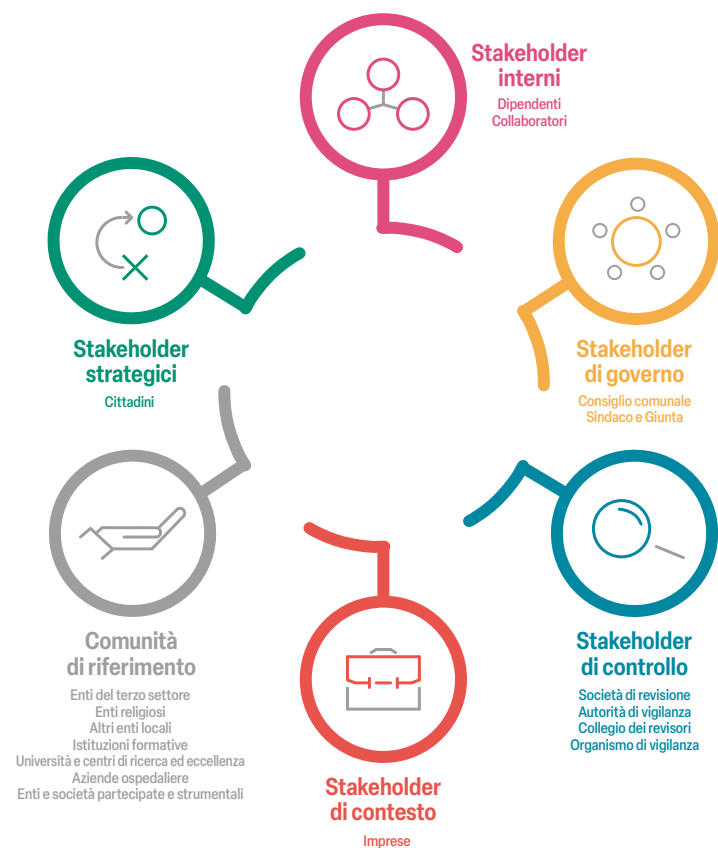 Stakeholder
interni
Dipendenti
Collaboratori
Stakeholder
strategici
Cittadini
Stakeholder
di governo
Consiglio comunale
Sindaco e Giunta
Comunità
di riferimento
Enti del terzo settore
Enti religiosi
Altri enti locali
Istituzioni formative
Università e centri di ricerca ed eccellenza
Aziende ospedaliere
Enti e società partecipate e strumentali
Stakeholder
di controllo
Società di revisione
Autorità di vigilanza
Collegio dei revisori
Organismo di vigilanza
Stakeholder
di contesto
Imprese